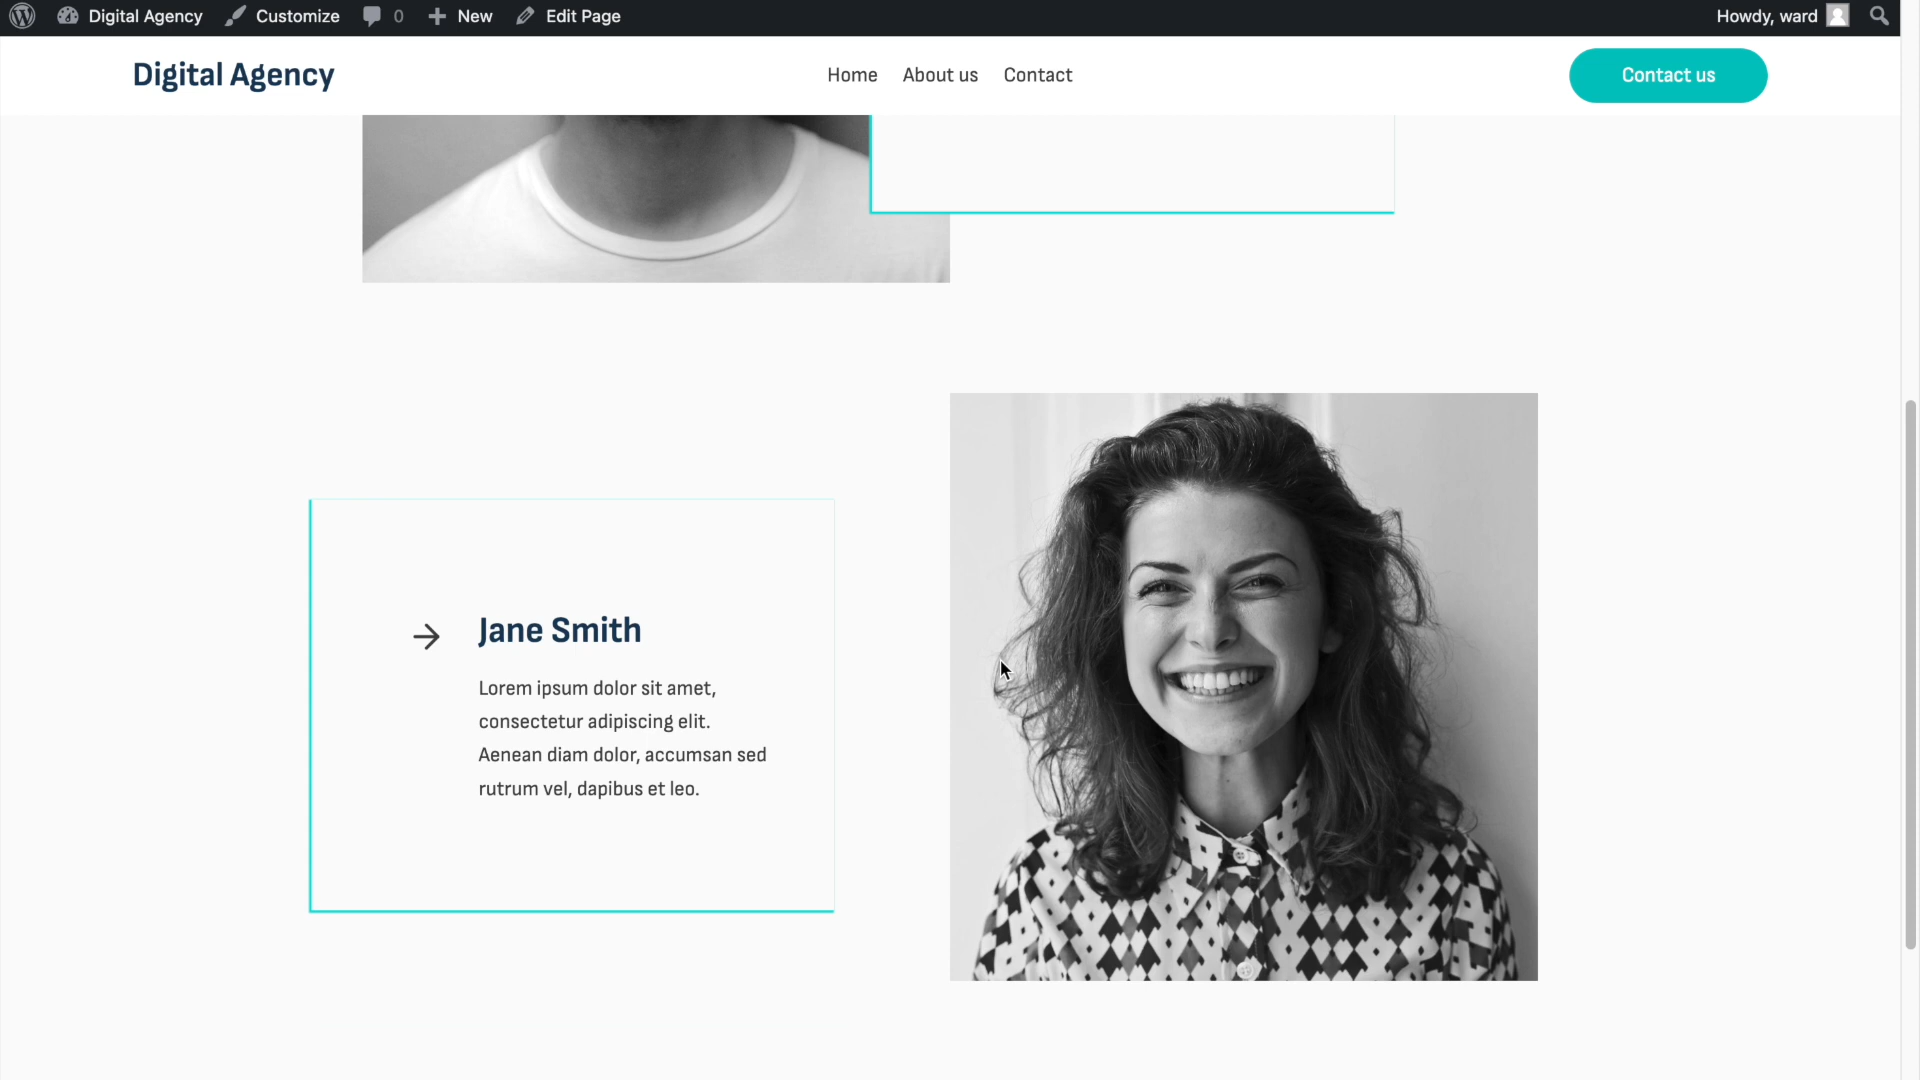 Digital Agency
Customize
0
New
Edit Page
Howdy, ward
Digital Agency
Home
About us
Contact
Contact us
Jane Smith
Lorem ipsum dolor sit amet,
consectetur adipiscing elit.
Aenean diam dolor, accumsan sed
rutrum vel, dapibus et leo.